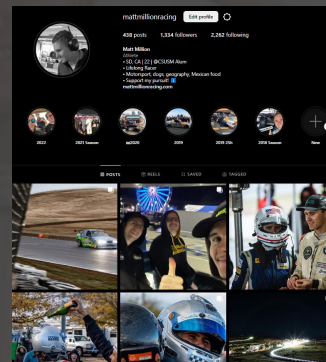 mattmillionracing Edit profile
438 posts 1,334 followers 2,262 following
Matt Million
Athlete
• SD, CA | 22 | @CSUSM Alum
• Lifelong Racer
• Motorsport, dogs, geography, Mexican food
• Support my pursuit! ⬇️
mattmillionracing.com
2022 2021 Season 2020 2019 2019 25h 2018 Season New
POSTS REELS SAVED TAGGED